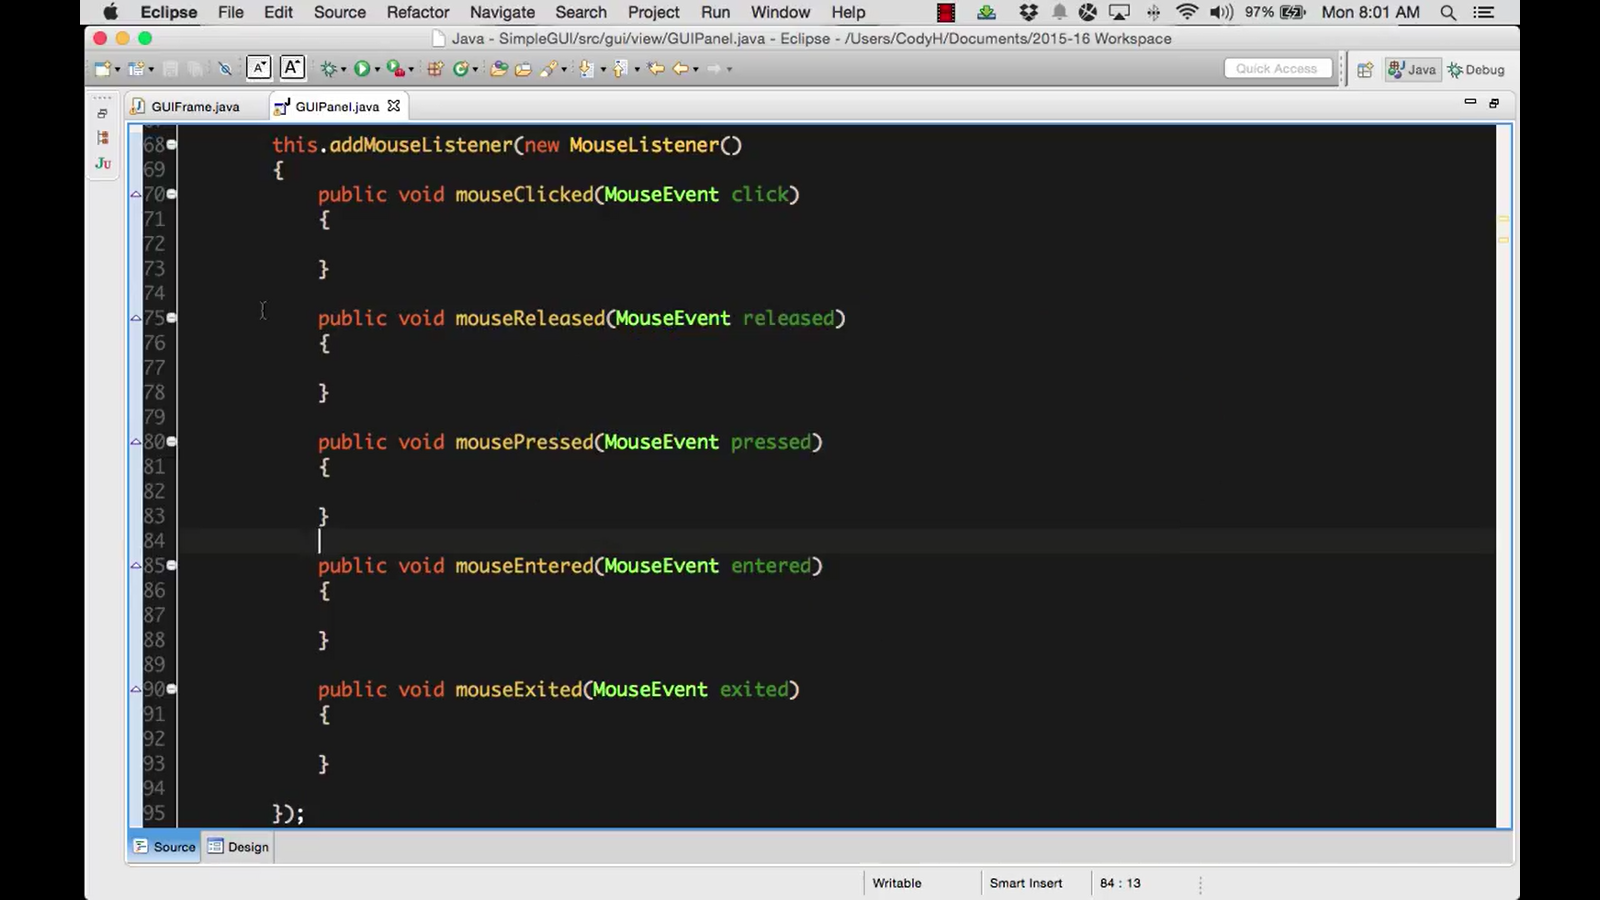 Eclipse File Edit Source Refactor Navigate Search Project Run Window Help 97% Mon 8:01 AM
Java - SimpleGUI/src/gui/view/GUIPanel.java - Eclipse - /Users/CodyH/Documents/2015-16 Workspace
A A Quick Access Java Debug
GUIFrame.java GUIPanel.java
68 this.addMouseListener(new MouseListener()
69 {
70 public void mouseClicked(MouseEvent click)
71 {
72
73 }
74
75 public void mouseReleased(MouseEvent released)
76 {
77
78 }
79
80 public void mousePressed(MouseEvent pressed)
81 {
82
83 }
84
85 public void mouseEntered(MouseEvent entered)
86 {
87
88 }
89
90 public void mouseExited(MouseEvent exited)
91 {
92
93 }
94
95 });
Source Design
Writable Smart Insert 84 : 13